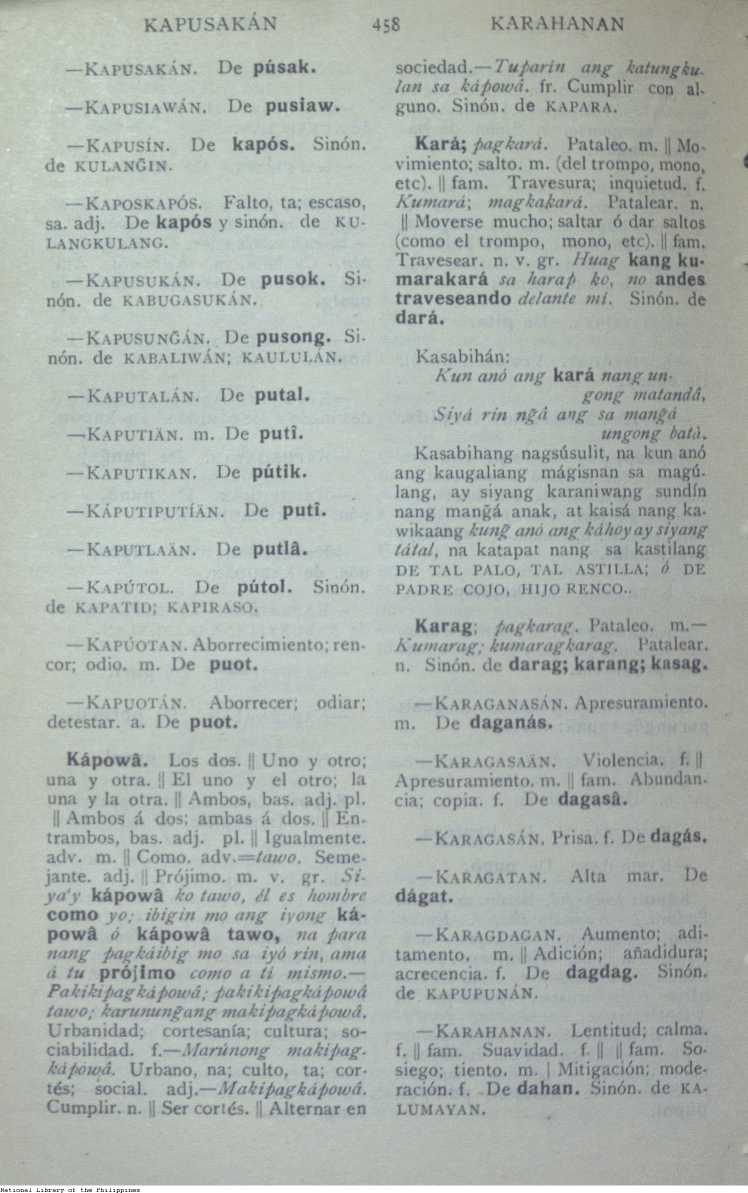 KAPUSAKÁN 458 KARAHANAN
—KAPUSAKÁN. De púsak.
—KAPUSIAWÁN. De pusiaw.
—KAPUSÍN. De kapós. Sinón.
de KULANG̃IN.
—KAPOSKAPÓS. Falto, ta; escaso,
sa. adj. De kapós y sinón. de KU-
LANGKULANG.
—KAPUSUKÁN. De pusok. Si-
nón. de KABUGASUKÁN.
—KAPUSUNG̃ÁN. De pusong. Si-
nón. de KABALIWÁN; KAULULÁN.
—KAPUTALÁN. De putal.
—KAPUTIÄN. m. De putî.
—KAPUTIKAN. De pútik.
—KÁPUTIPUTÍÄN. De putî.
—KAPUTLAÄN. De putlâ.
—KAPÚTOL. De pútol. Sinón.
de KAPATID; KAPIRASO.
—KAPÚOTAN. Aborrecimiento; ren-
cor; odio. m. De puot.
—KAPUOTÁN. Aborrecer; odiar;
detestar. a. De puot.
Kápowâ. Los dos. || Uno y otro;
una y otra. || El uno y el otro; la
una y la otra. || Ambos, bas. adj. pl.
|| Ambos á dos; ambas á dos. || En-
trambos, bas. adj. pl. || Igualmente.
adv. m. || Como. adv.=tawo. Seme-
jante. adj. || Prójimo. m. v. gr. Si-
ya'y kápowâ ko tawo, él es hombre
como yo; ibigin mo ang iyong ká-
powâ ó kápowâ tawo, na para
nang pagkáibig mo sa iyó rin, ama
á tu prójimo como a ti mismo.—
Pakikipagkápowâ; pakikipagkápowâ
tawo; karunung̃ang makipagkápowâ.
Urbanidad; cortesanía; cultura; so-
ciabilidad. f.—Marúnong makipag-
kápowâ. Urbano, na; culto, ta; cor-
tés; social. adj.—Makipagkápowâ.
Cumplir. n. || Ser cortés. || Alternar en
sociedad.—Tuparin ang katungku-
lan sa kápowâ. fr. Cumplir con al-
guno. Sinón. de KAPARA.
Kará; pagkará. Pataleo. m. || Mo-
vimiento; salto. m. (del trompo, mono,
etc). || fam. Travesura; inquietud. f.
Kumará; magkakará. Patalear. n.
|| Moverse mucho; saltar ó dar saltos
(como el trompo, mono, etc). || fam.
Travesear. n. v. gr. Huag kang ku-
marakará sa harap ko, no andes
traveseando delante mí. Sinón. de
dará.
Kasabihán:
Kun anó ang kará nang un-
gong matandâ,
Siyá rin ng̃á ang sa mang̃á
ungong batà.
Kasabihang nagsúsulit, na kun anó
ang kaugaliang mágisnan sa magú-
lang, ay siyang karaniwang sundín
nang mang̃á anak, at kaisá nang ka-
wikaang kung̃ anó ang káhoy ay siyang
tátal, na katapat nang sa kastilang
DE TAL PALO, TAL ASTILLA; ó DE
PADRE COJO, HIJO RENCO..
Karag; pagkarag. Pataleo. m.—
Kumarag; kumaragkarag. Patalear.
n. Sinón. de darag; karang; kasag.
—KARAGANASÁN. Apresuramiento.
m. De daganás.
—KARAGASAÄN. Violencia. f. ||
Apresuramiento. m. || fam. Abundan-
cia; copia. f. De dagasâ.
—KARAGASÁN. Prisa. f. De dagás.
—KARAGATAN. Alta mar. De
dágat.
—KARAGDAGAN. Aumento; adi-
tamento. m. || Adición; añadidura;
acrecencia. f. De dagdag. Sinón.
de KAPUPUNÁN.
—KARAHANAN. Lentitud; calma.
f. || fam. Suavidad. f. || || fam. So-
siego; tiento. m. | Mitigación; mode-
ración. f. De dahan. Sinón. de KA-
LUMAYAN.
National Library of the Philippines